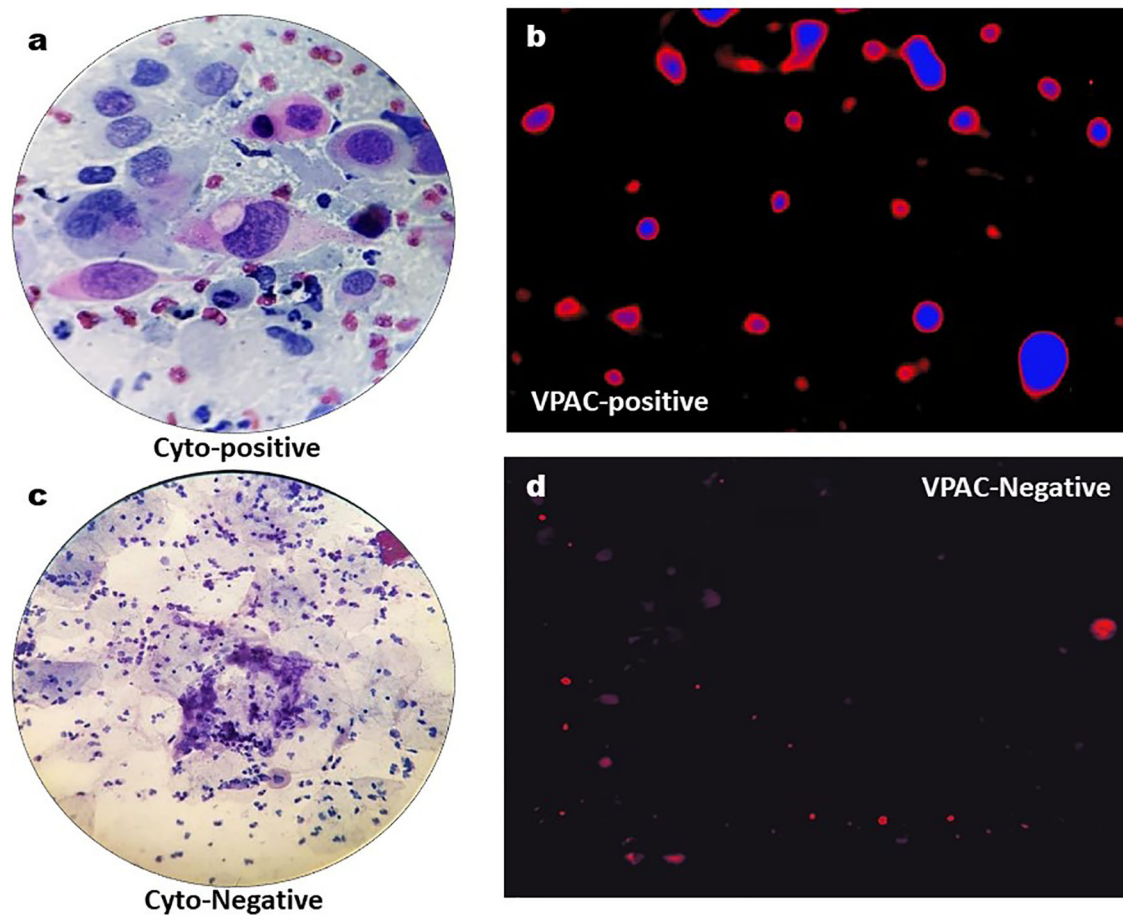 a
b
VPAC-positive
Cyto-positive
c
d
VPAC-Negative
Cyto-Negative